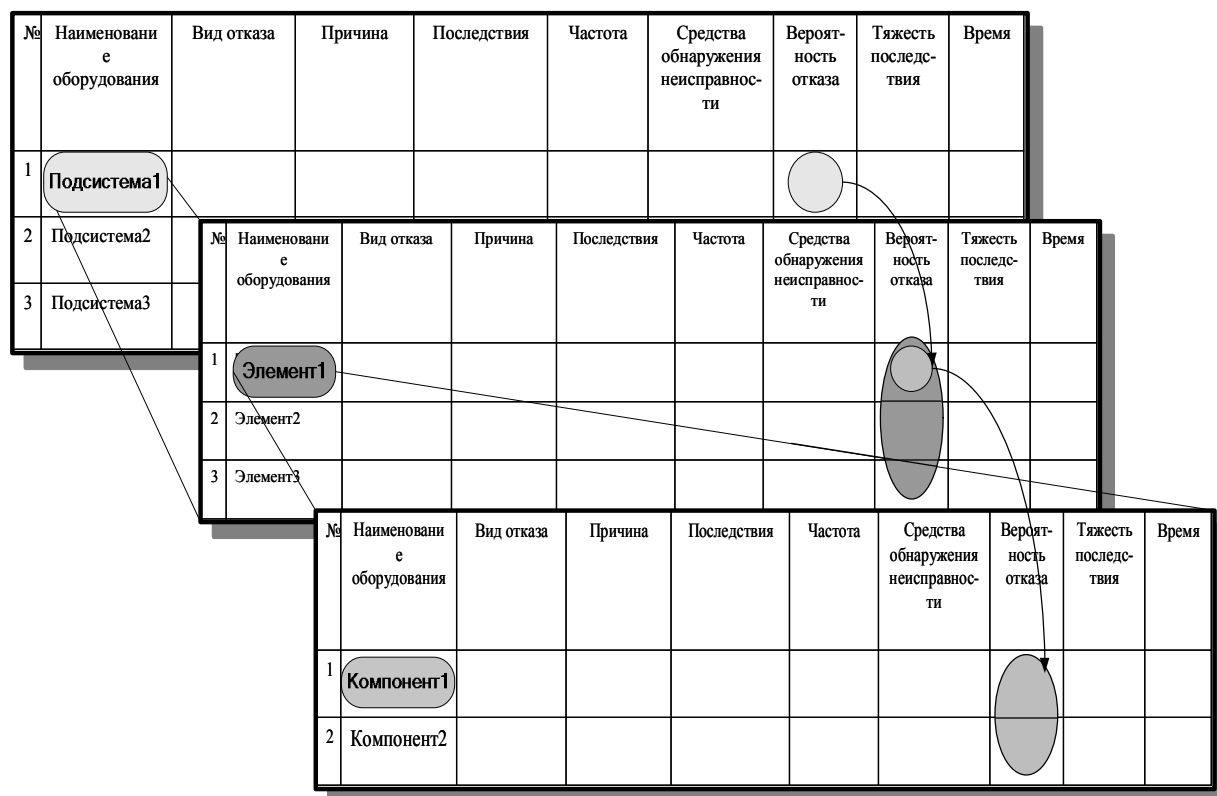 № Наименовани Вид отказа Причина Последствия Частота Средства Вероят- Тяжесть Время
е обнаружения ность последс-
оборудования неисправнос- отказа твия
ти
1 Подсистема1
2 Подсистема2
3 Подсистема3
№ Наименовани Вид отказа Причина Последствия Частота Средства Вероят- Тяжесть Время
е обнаружения ность последс-
оборудования неисправнос- отказа твия
ти
1 Элемент1
2 Элемент2
3 Элемент3
№ Наименовани Вид отказа Причина Последствия Частота Средства Вероят- Тяжесть Время
е обнаружения ность последс-
оборудования неисправнос- отказа твия
ти
1 Компонент1
2 Компонент2